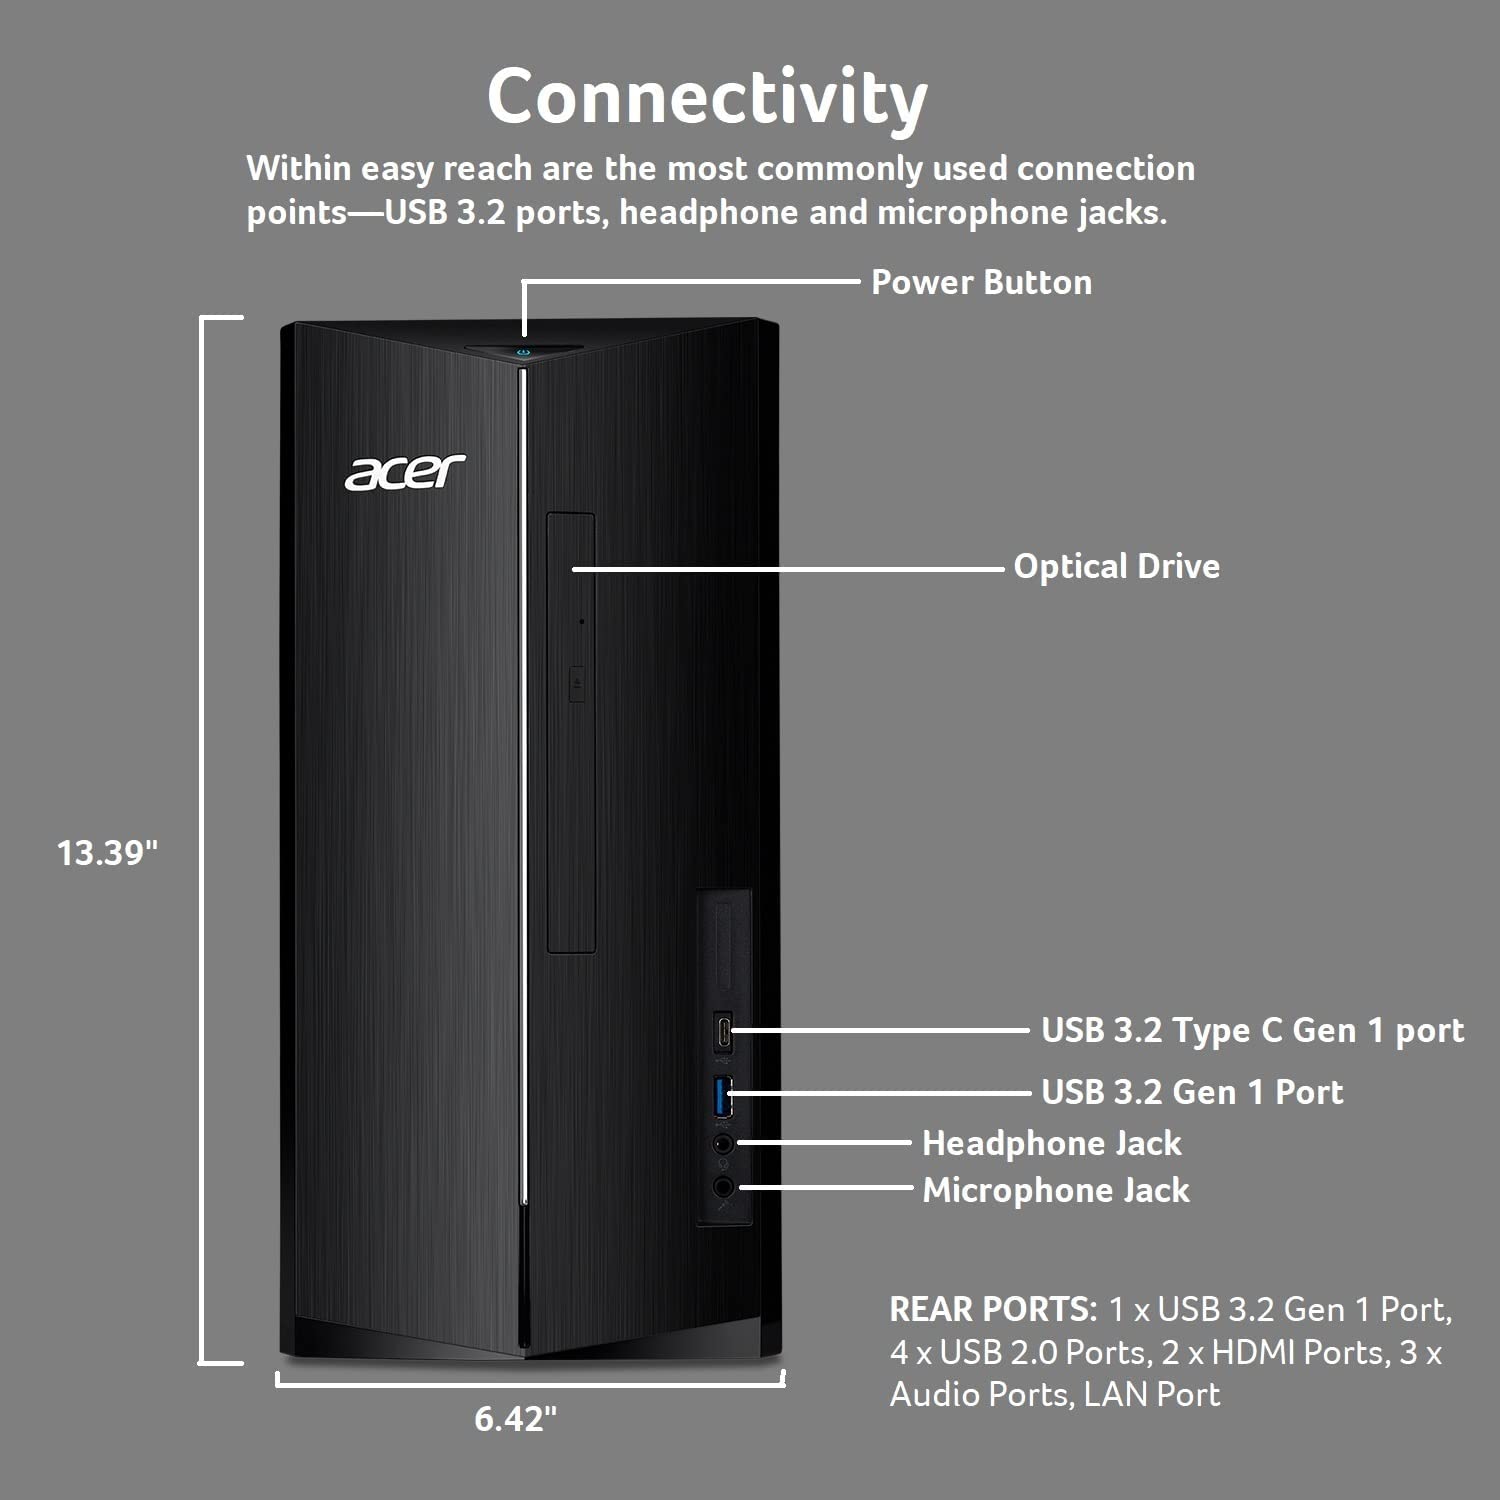 Connectivity
Within easy reach are the most commonly used connection
points—USB 3.2 ports, headphone and microphone jacks.
Power Button
acer
Optical Drive
13.39"
USB 3.2 Type C Gen 1 port
USB 3.2 Gen 1 Port
Headphone Jack
Microphone Jack
REAR PORTS: 1 x USB 3.2 Gen 1 Port,
4 x USB 2.0 Ports, 2 x HDMI Ports, 3 x
Audio Ports, LAN Port
6.42"